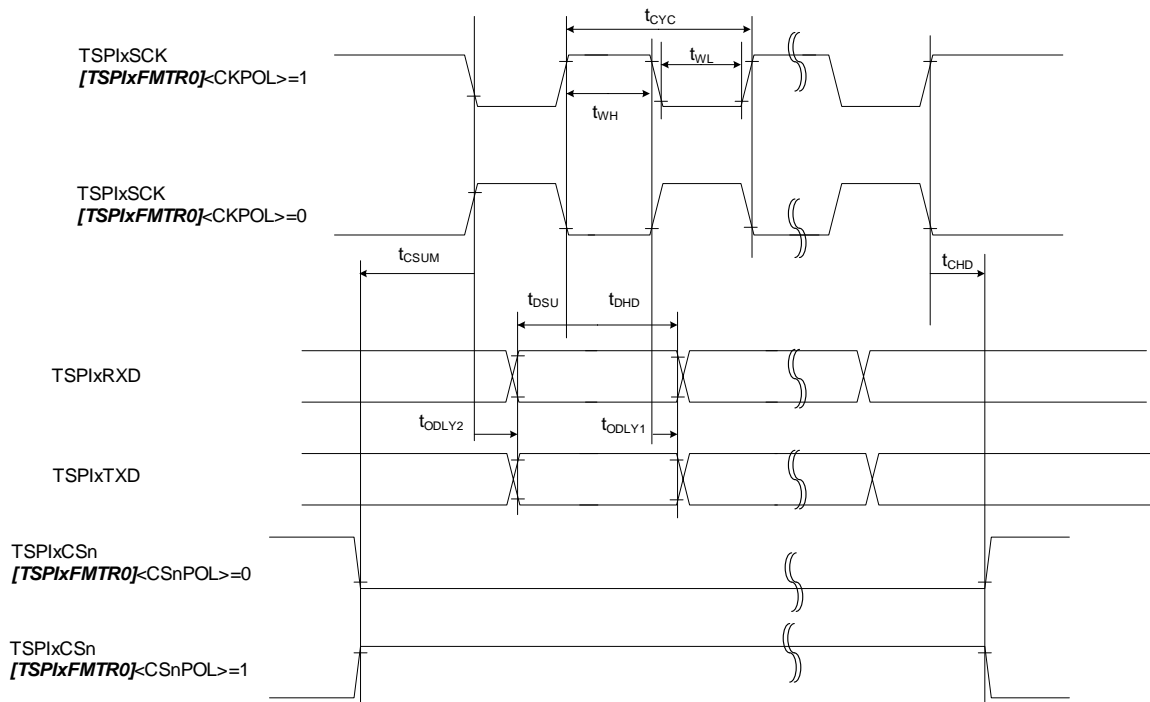 tCYC
TSPIxSCK
[TSPIxFMTR0]<CKPOL>=1
tWL
tWH
TSPIxSCK
[TSPIxFMTR0]<CKPOL>=0
tCSUM
tCHD
tDSU
tDHD
TSPIxRXD
tODLY2
tODLY1
TSPIxTXD
TSPIxCSn
[TSPIxFMTR0]<CSnPOL>=0
TSPIxCSn
[TSPIxFMTR0]<CSnPOL>=1